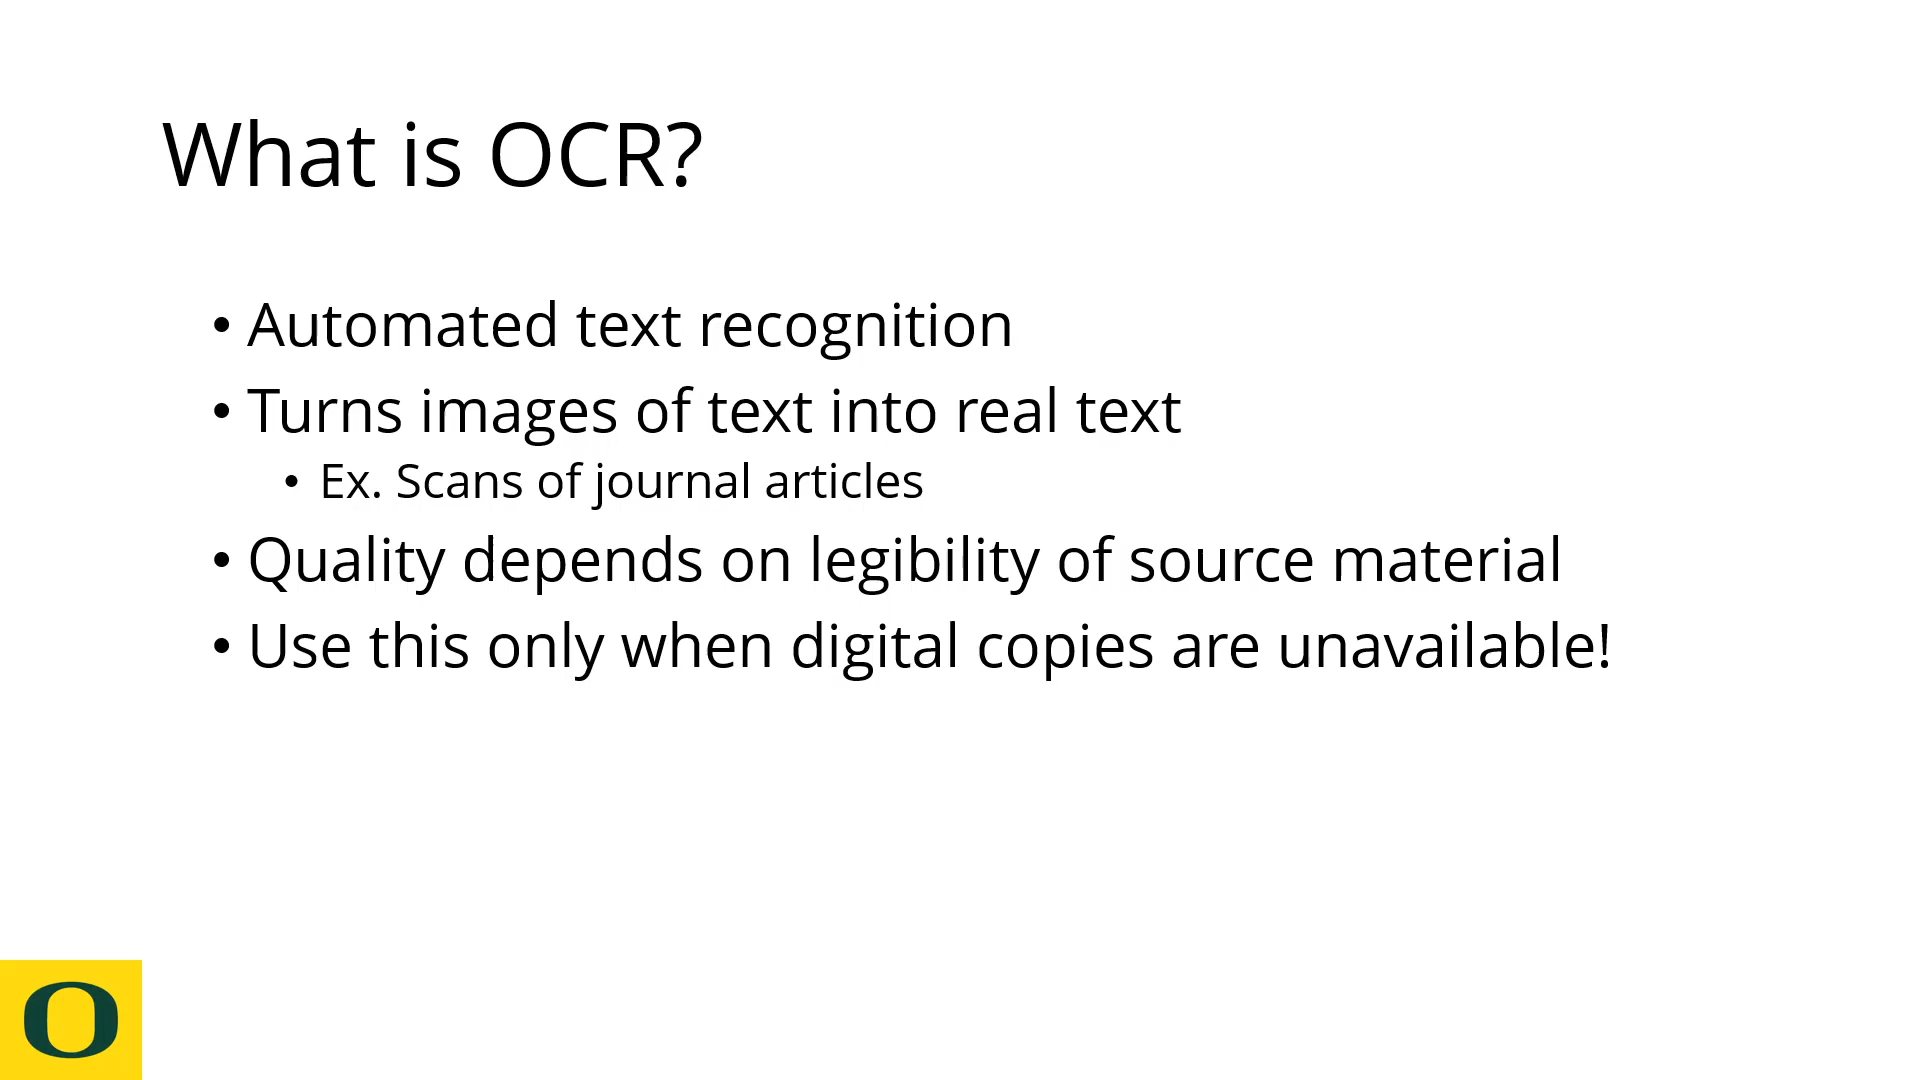 What is OCR?
• Automated text recognition
• Turns images of text into real text
• Ex. Scans of journal articles
• Quality depends on legibility of source material
• Use this only when digital copies are unavailable!
O